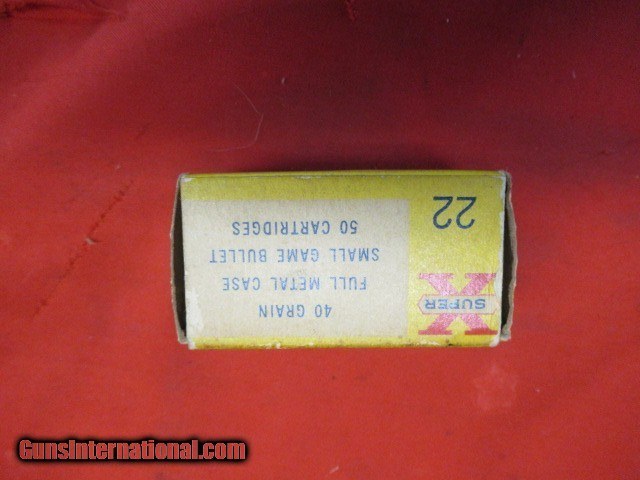 SUPER
X
22
40 GRAIN
FULL METAL CASE
SMALL GAME BULLET
50 CARTRIDGES
GunsInternational.com